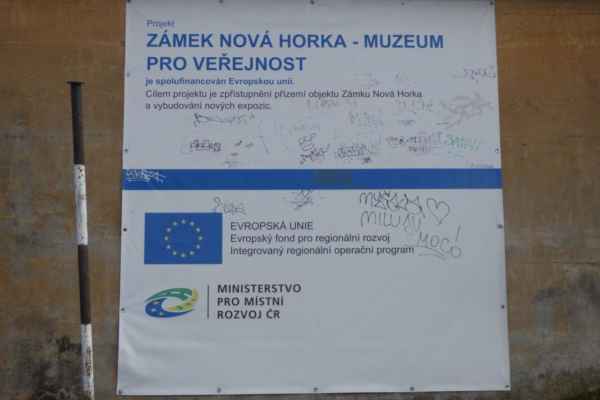 Projekt
ZÁMEK NOVÁ HORKA - MUZEUM
PRO VEŘEJNOST
je spolufinancován Evropskou unií.
Cílem projektu je zpřístupnění přízemí objektu Zámku Nová Horka
a vybudování nových expozic.
EVROPSKÁ UNIE
Evropský fond pro regionální rozvoj
Integrovaný regionální operační program
MILUJI
MOC!
MINISTERSTVO
PRO MÍSTNÍ
ROZVOJ ČR